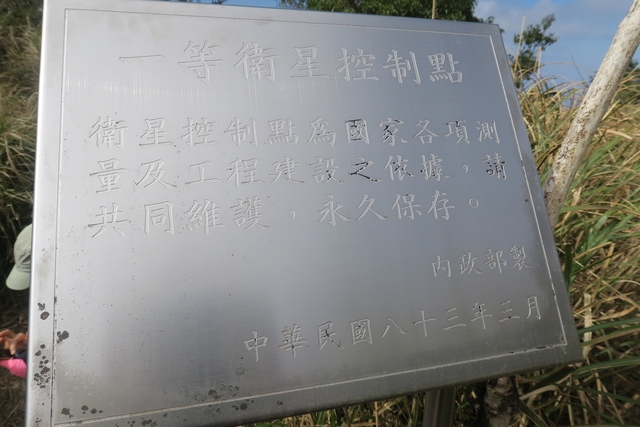 一等衛星控制點
衛星控制點為國家各項測
量及工程建設之依據，請
共同維護，永久保存。
內政部製
中華民國八十三年三月